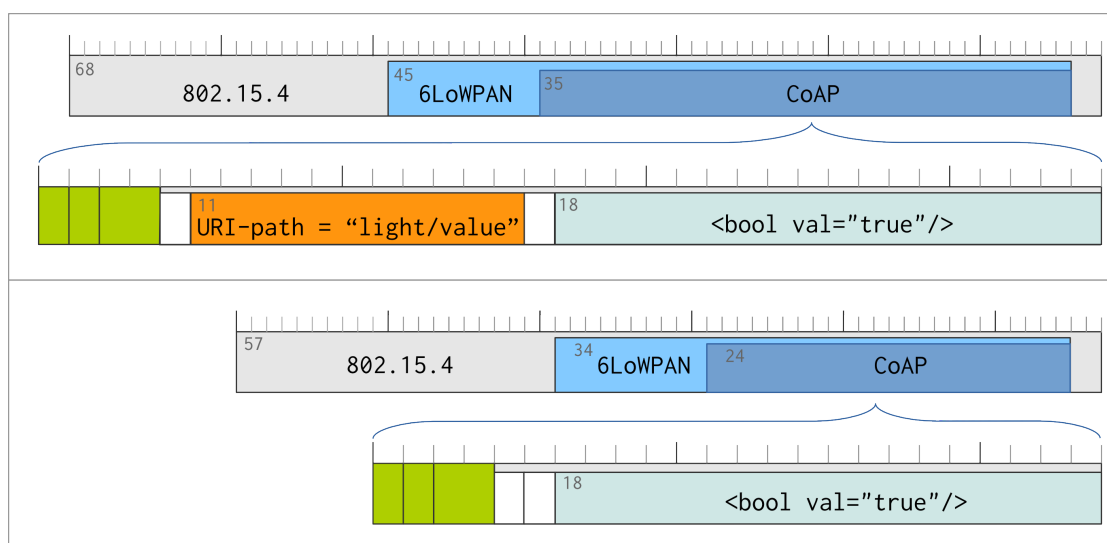 68
802.15.4
45
6LoWPAN
35
CoAP
11
URI-path = “light/value”
18
<bool val="true"/>
57
802.15.4
34
6LoWPAN
24
CoAP
18
<bool val="true"/>